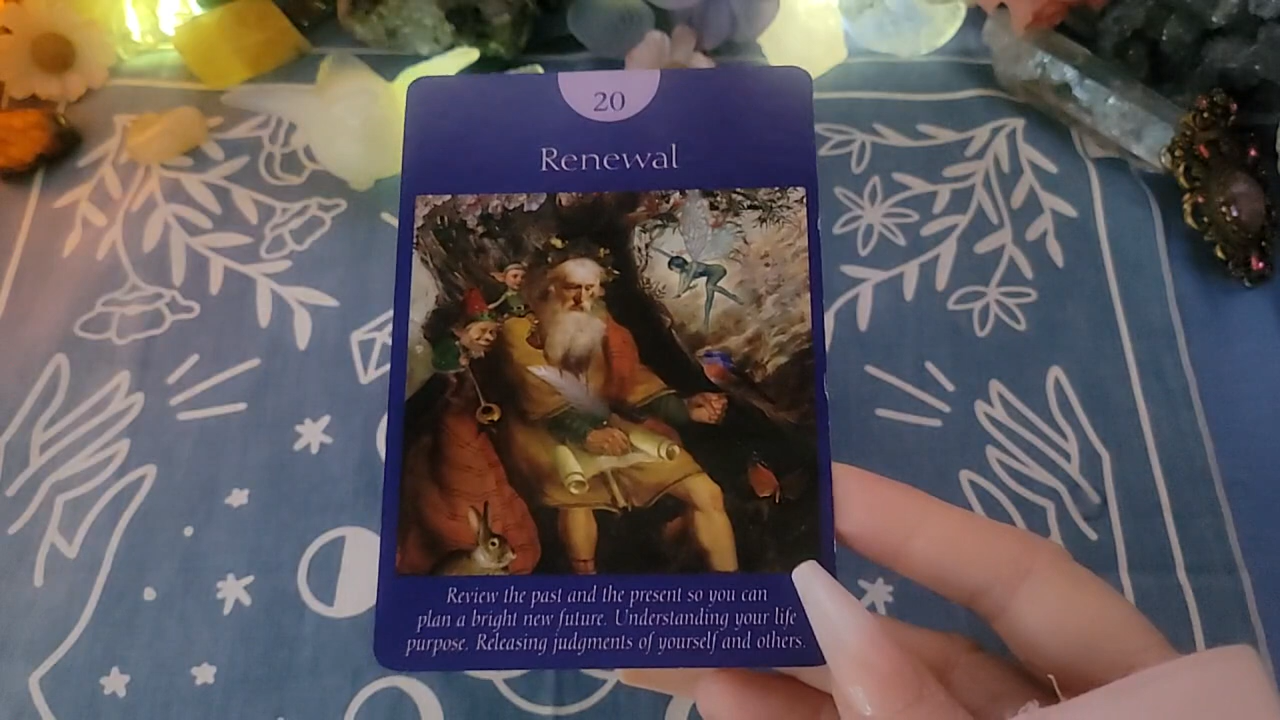 20
Renewal
Review the past and the present so you can
plan a bright new future. Understanding your life
purpose. Releasing judgments of yourself and others.